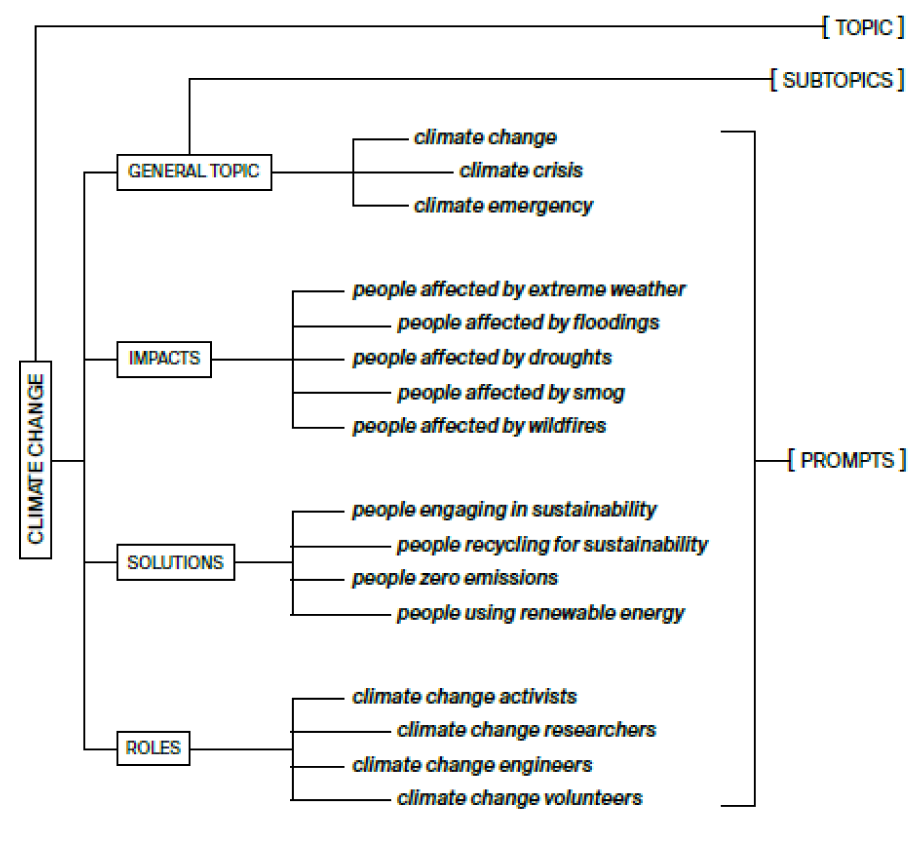 [ TOPIC ]
[ SUBTOPICS ]
GENERAL TOPIC
climate change
climate crisis
climate emergency
IMPACTS
people affected by extreme weather
people affected by floodings
people affected by droughts
people affected by smog
people affected by wildfires
CLIMATE CHANGE
[ PROMPTS ]
SOLUTIONS
people engaging in sustainability
people recycling for sustainability
people zero emissions
people using renewable energy
ROLES
climate change activists
climate change researchers
climate change engineers
climate change volunteers